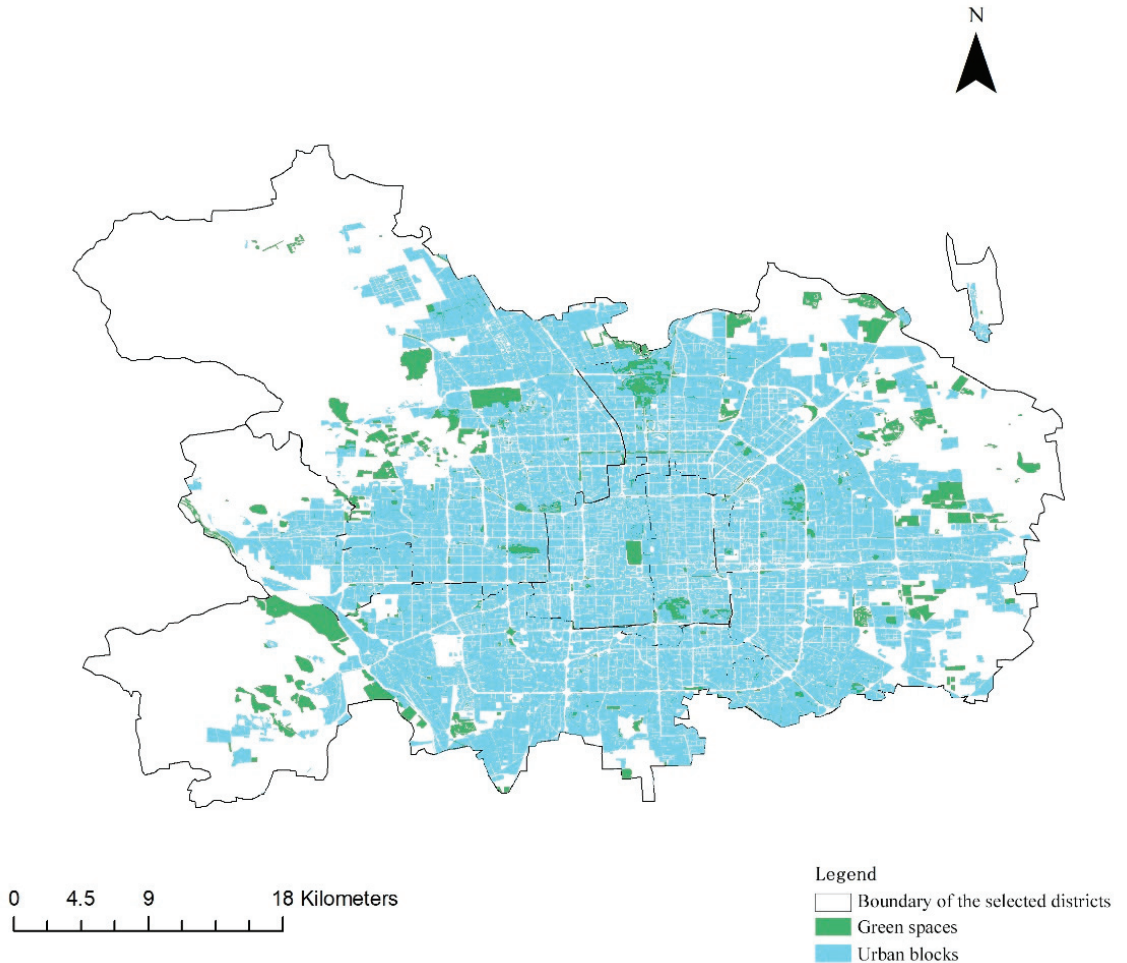 N
0 4.5 9 18 Kilometers
Legend
Boundary of the selected districts
Green spaces
Urban blocks